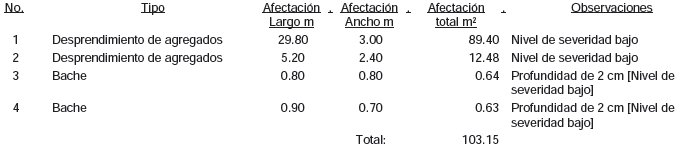 No. Tipo Afectación Largo m . Afectación Ancho m . Afectación total m² . Observaciones
1 Desprendimiento de agregados 29.80 3.00 89.40 Nivel de severidad bajo
2 Desprendimiento de agregados 5.20 2.40 12.48 Nivel de severidad bajo
3 Bache 0.80 0.80 0.64 Profundidad de 2 cm [Nivel de
severidad bajo]
4 Bache 0.90 0.70 0.63 Profundidad de 2 cm [Nivel de
severidad bajo]
Total: 103.15